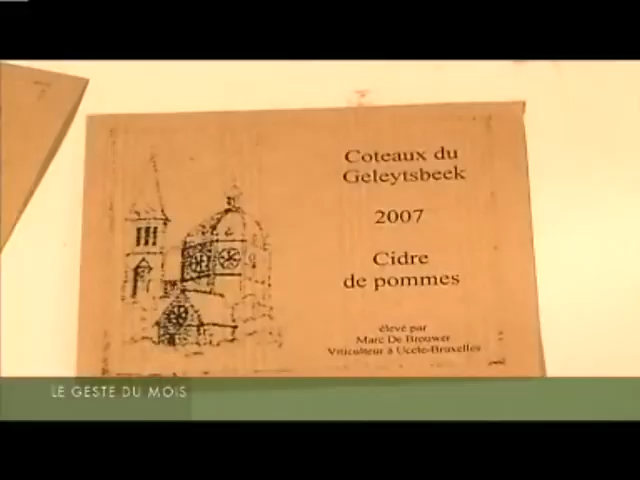 Coteaux du
Geleytsbeek
2007
Cidre
de pommes
élevé par
Marc De Brouwer
Viticulteur à Uccle-Bruxelles
LE GESTE DU MOIS